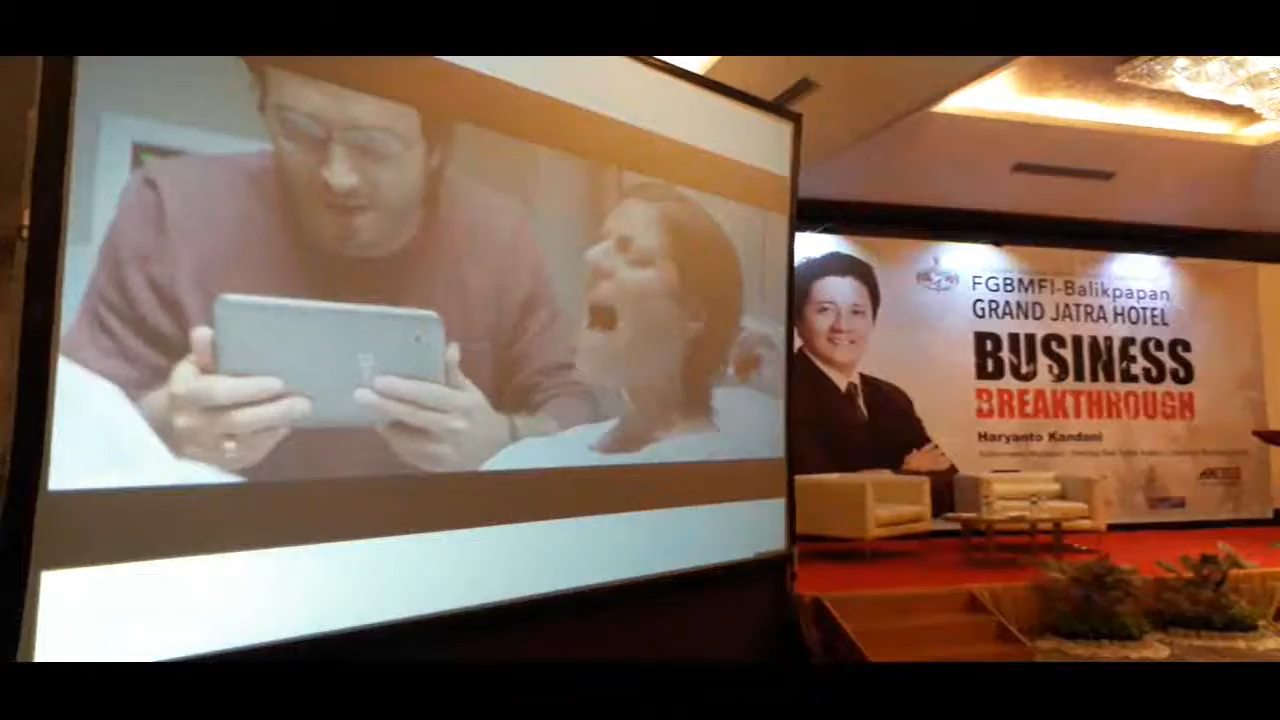 FGBMFI-Balikpapan
GRAND JATRA HOTEL
BUSINESS
BREAKTHROUGH
Haryanto Kandani